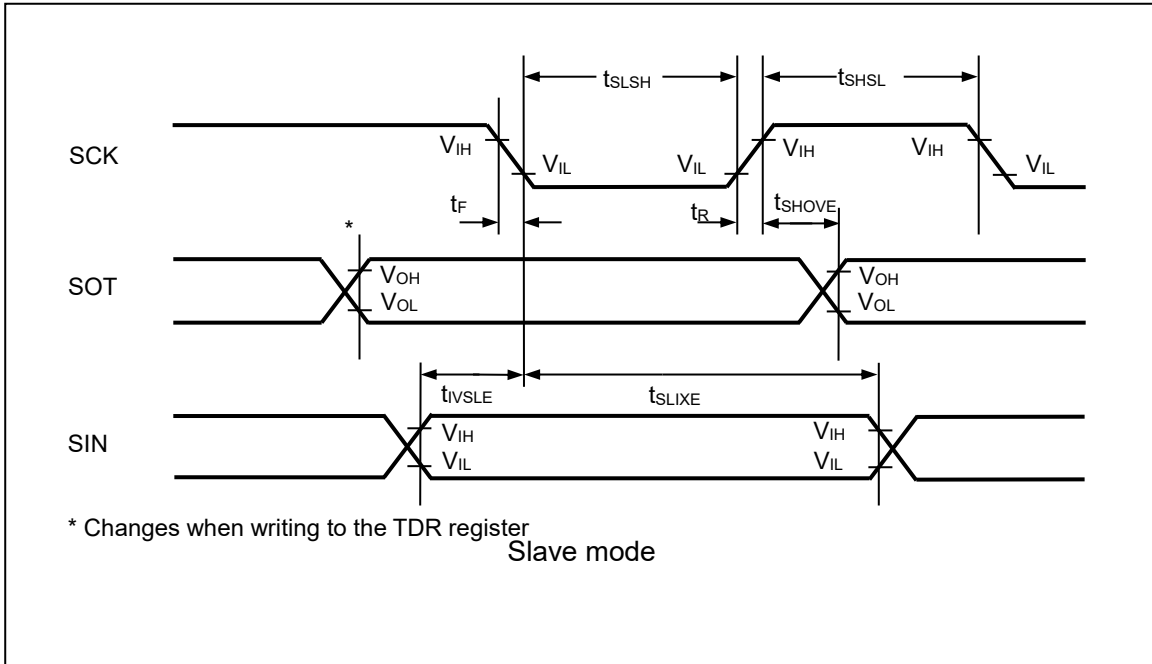 tSLSH tSHSL
SCK VIH VIL VIL VIH VIH VIL
tF tR tSHOVE
*
SOT VOH VOL VOH VOL
tIVSLE tSLIXE
SIN VIH VIL VIH VIL
* Changes when writing to the TDR register
Slave mode